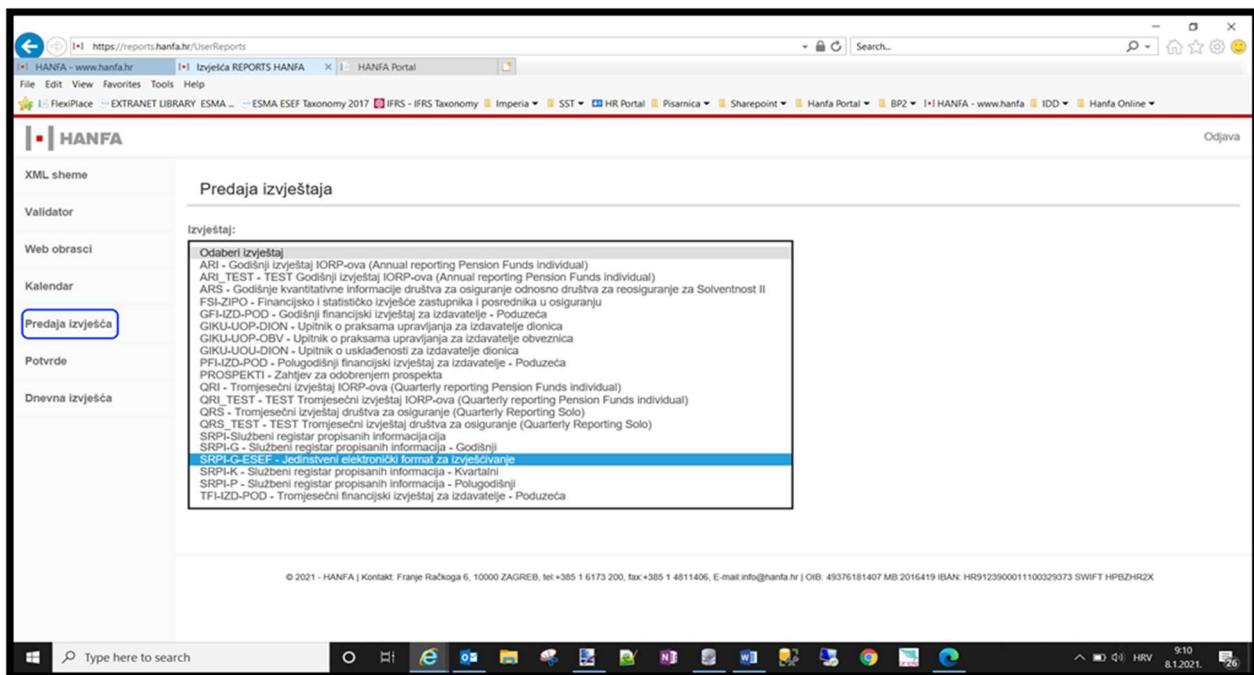 https://reports.hanfa.hr/UserReports
Search...
HANFA - www.hanfa.hr
Izvješća REPORTS HANFA
HANFA Portal
File Edit View Favorites Tools Help
FlexiPlace EXTRANET LIBRARY ESMA ... ESMA ESEF Taxonomy 2017 IFRS - IFRS Taxonomy Imperia SST HR Portal Pisarnica Sharepoint Hanfa Portal BP2 HANFA - www.hanfa IDD Hanfa Online
HANFA
Odjava
XML sheme
Validator
Web obrasci
Kalendar
Predaja izvješća
Potvrde
Dnevna izvješća
Predaja izvještaja
Izvještaj:
Odaberi izvještaj
ARI - Godišnji izvještaj IORP-ova (Annual reporting Pension Funds individual)
ARI_TEST - TEST Godišnji izvještaj IORP-ova (Annual reporting Pension Funds individual)
ARS - Godišnje kvantitativne informacije društva za osiguranje odnosno društva za reosiguranje za Solventnost II
FSI-ZIPO - Financijsko i statističko izvješće zastupnika i posrednika u osiguranju
GFI-IZD-POD - Godišnji financijski izvještaj za izdavatelje - Poduzeća
GIKU-UOP-DION - Upitnik o praksama upravljanja za izdavatelje dionica
GIKU-UOP-OBV - Upitnik o praksama upravljanja za izdavatelje obveznica
GIKU-UOU-DION - Upitnik o usklađenosti za izdavatelje dionica
PFI-IZD-POD - Polugodišnji financijski izvještaj za izdavatelje - Poduzeća
PROSPEKTI - Zahtjev za odobrenjem prospekta
QRI - Tromjesečni izvještaj IORP-ova (Quarterly reporting Pension Funds individual)
QRI_TEST - TEST Tromjesečni izvještaj IORP-ova (Quarterly reporting Pension Funds individual)
QRS - Tromjesečni izvještaj društva za osiguranje (Quarterly Reporting Solo)
QRS_TEST - TEST Tromjesečni izvještaj društva za osiguranje (Quarterly Reporting Solo)
SRPI-Službeni registar propisanih informacijacija
SRPI-G - Službeni registar propisanih informacija - Godišnji
SRPI-G-ESEF - Jedinstveni elektronički format za izvješćivanje
SRPI-K - Službeni registar propisanih informacija - Kvartalni
SRPI-P - Službeni registar propisanih informacija - Polugodišnji
TFI-IZD-POD - Tromjesečni financijski izvještaj za izdavatelje - Poduzeća
© 2021 - HANFA | Kontakt: Franje Račkoga 6, 10000 ZAGREB, tel:+385 1 6173 200, fax:+385 1 4811406, E-mail:info@hanfa.hr | OIB: 49376181407 MB:2016419 IBAN: HR9123900011100329373 SWIFT HPBZHR2X
Type here to search
HRV
9:10
8.1.2021.
26